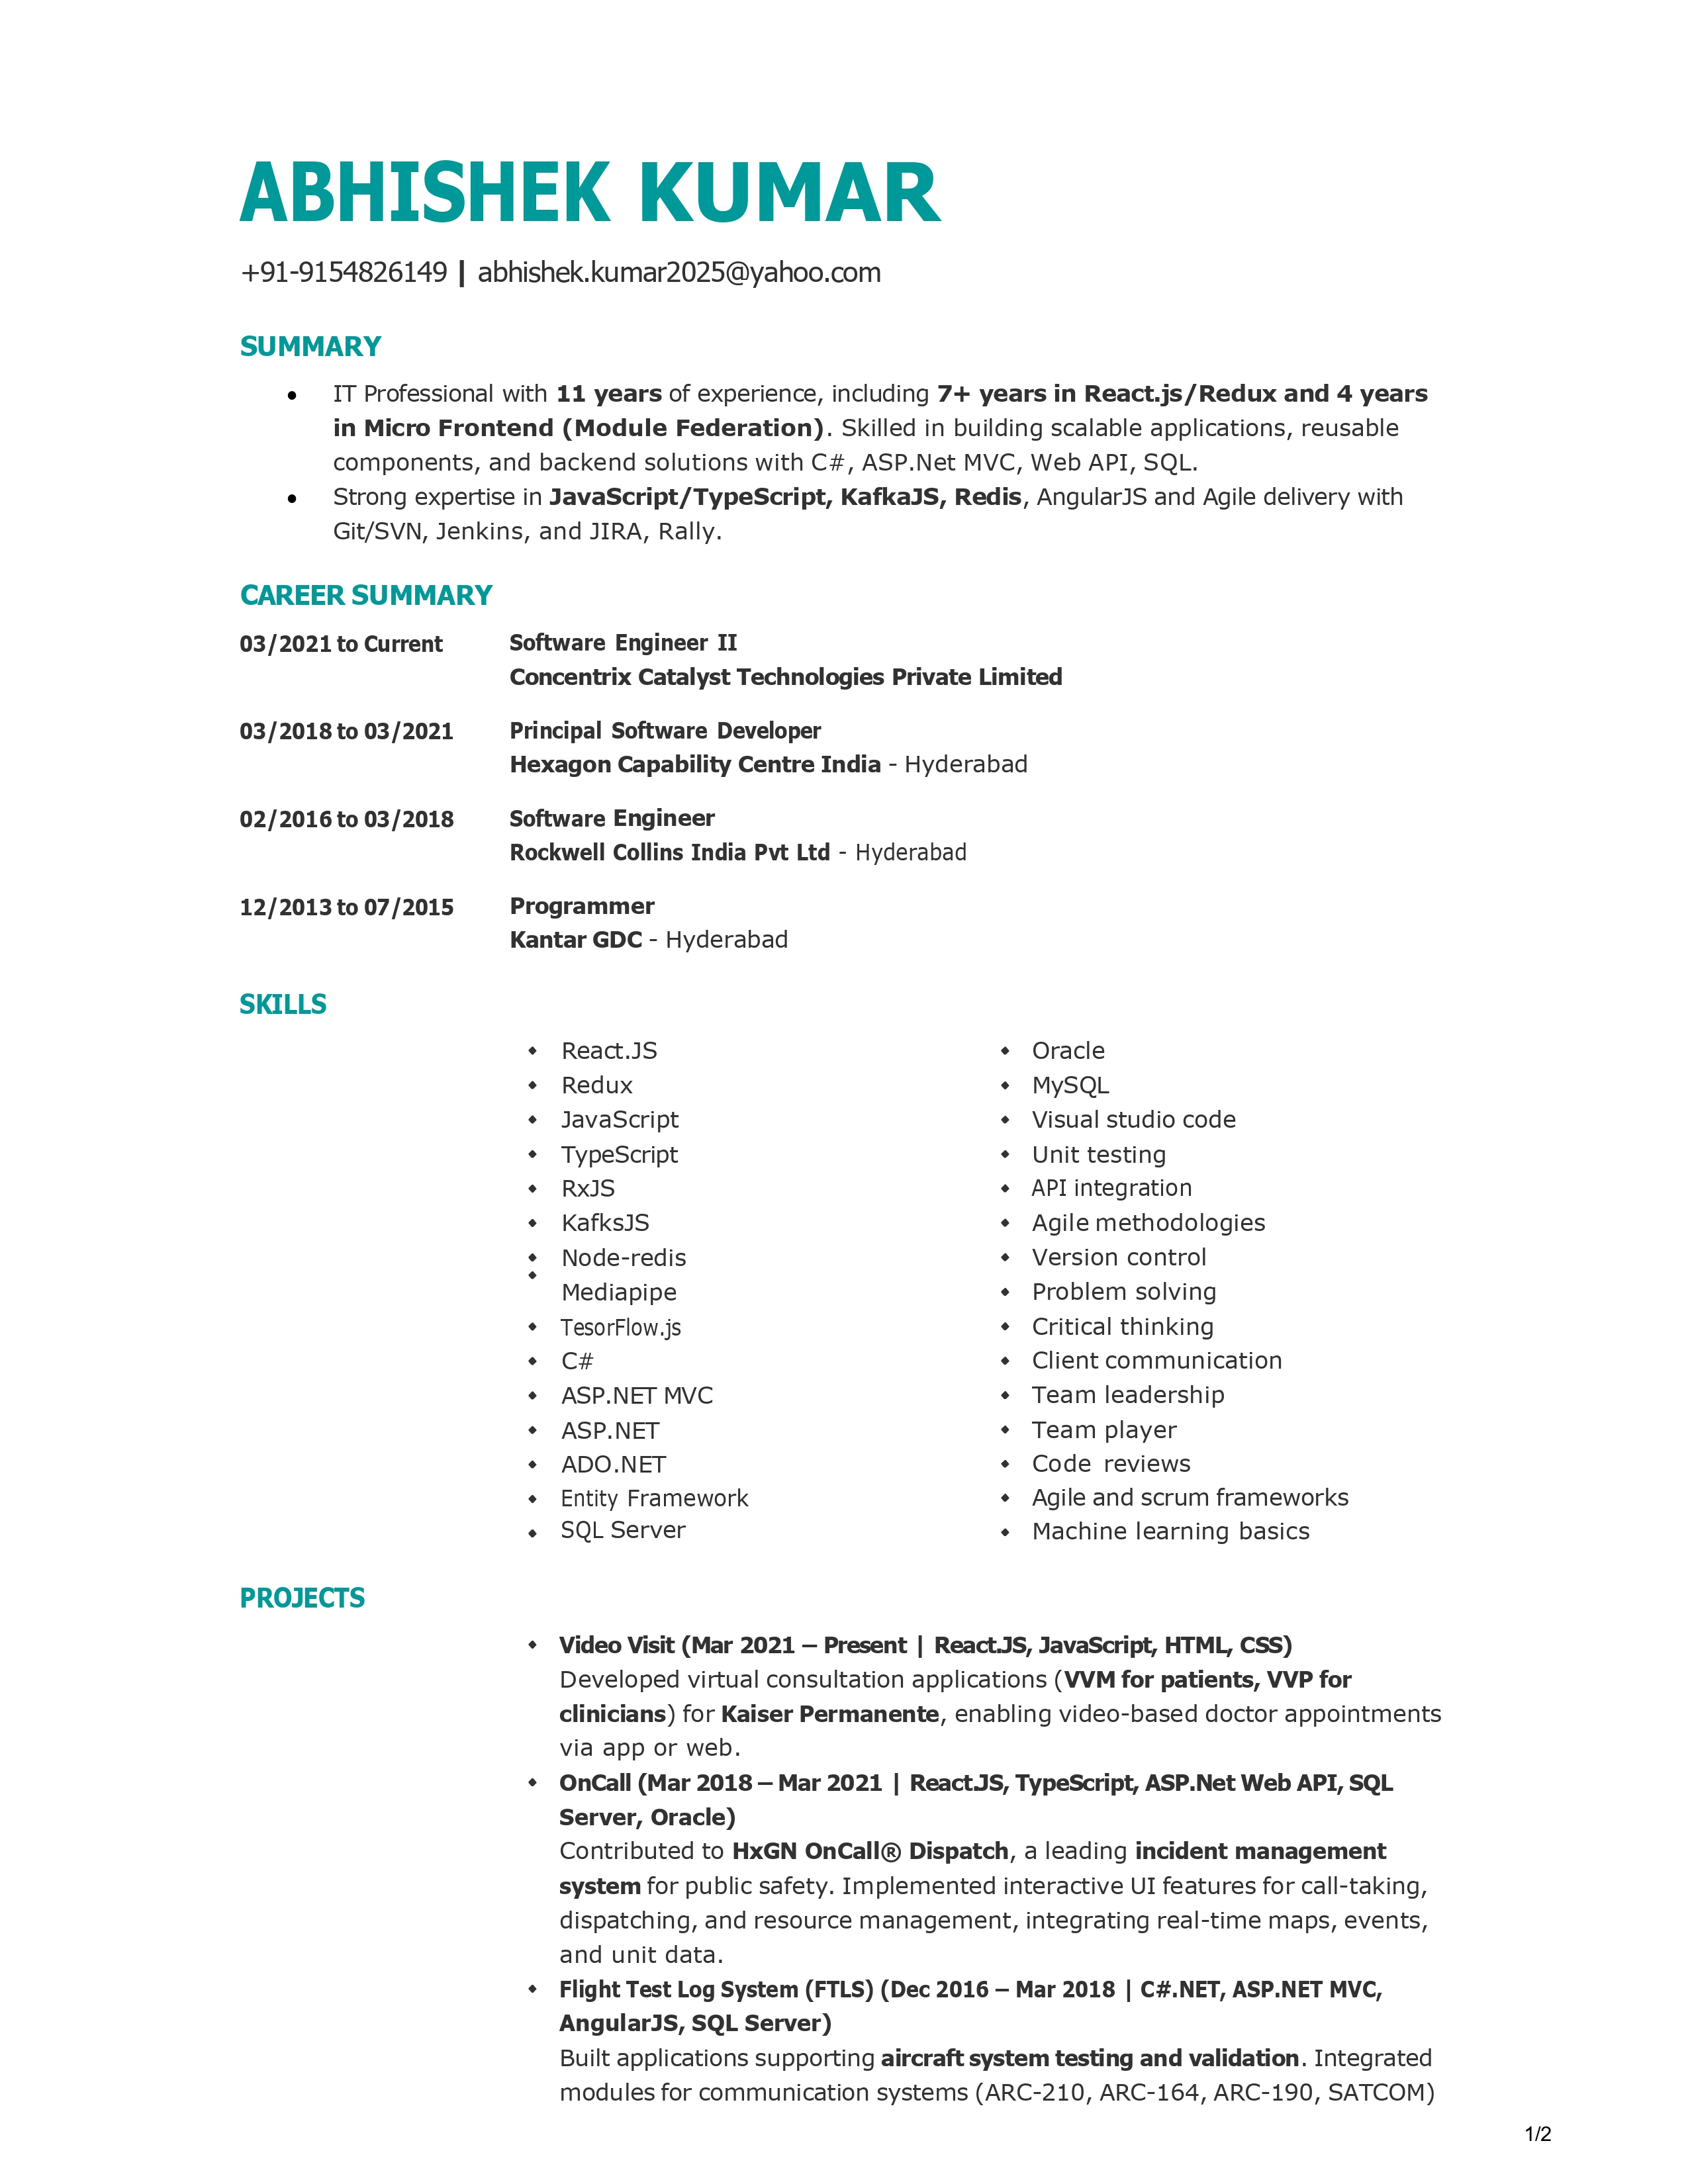 ABHISHEK KUMAR
+91-9154826149 | abhishek.kumar2025@yahoo.com
SUMMARY
• IT Professional with 11 years of experience, including 7+ years in React.js/Redux and 4 years
in Micro Frontend (Module Federation). Skilled in building scalable applications, reusable
components, and backend solutions with C#, ASP.Net MVC, Web API, SQL.
• Strong expertise in JavaScript/TypeScript, KafkaJS, Redis, AngularJS and Agile delivery with
Git/SVN, Jenkins, and JIRA, Rally.
CAREER SUMMARY
03/2021 to Current Software Engineer II
Concentrix Catalyst Technologies Private Limited
03/2018 to 03/2021 Principal Software Developer
Hexagon Capability Centre India - Hyderabad
02/2016 to 03/2018 Software Engineer
Rockwell Collins India Pvt Ltd - Hyderabad
12/2013 to 07/2015 Programmer
Kantar GDC - Hyderabad
SKILLS
• React.JS
• Redux
• JavaScript
• TypeScript
• RxJS
• KafksJS
• Node-redis
• Mediapipe
• TesorFlow.js
• C#
• ASP.NET MVC
• ASP.NET
• ADO.NET
• Entity Framework
• SQL Server
• Oracle
• MySQL
• Visual studio code
• Unit testing
• API integration
• Agile methodologies
• Version control
• Problem solving
• Critical thinking
• Client communication
• Team leadership
• Team player
• Code reviews
• Agile and scrum frameworks
• Machine learning basics
PROJECTS
• Video Visit (Mar 2021 – Present | React.JS, JavaScript, HTML, CSS)
Developed virtual consultation applications (VVM for patients, VVP for
clinicians) for Kaiser Permanente, enabling video-based doctor appointments
via app or web.
• OnCall (Mar 2018 – Mar 2021 | React.JS, TypeScript, ASP.Net Web API, SQL
Server, Oracle)
Contributed to HxGN OnCall® Dispatch, a leading incident management
system for public safety. Implemented interactive UI features for call-taking,
dispatching, and resource management, integrating real-time maps, events,
and unit data.
• Flight Test Log System (FTLS) (Dec 2016 – Mar 2018 | C#.NET, ASP.NET MVC,
AngularJS, SQL Server)
Built applications supporting aircraft system testing and validation. Integrated
modules for communication systems (ARC-210, ARC-164, ARC-190, SATCOM)
1/2